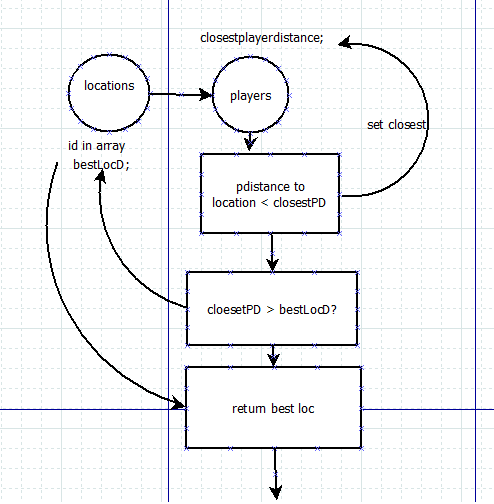 closestplayerdistance;
locations
players
set closest
id in array
bestLocD;
pdistance to
location < closestPD
cloesetPD > bestLocD?
return best loc